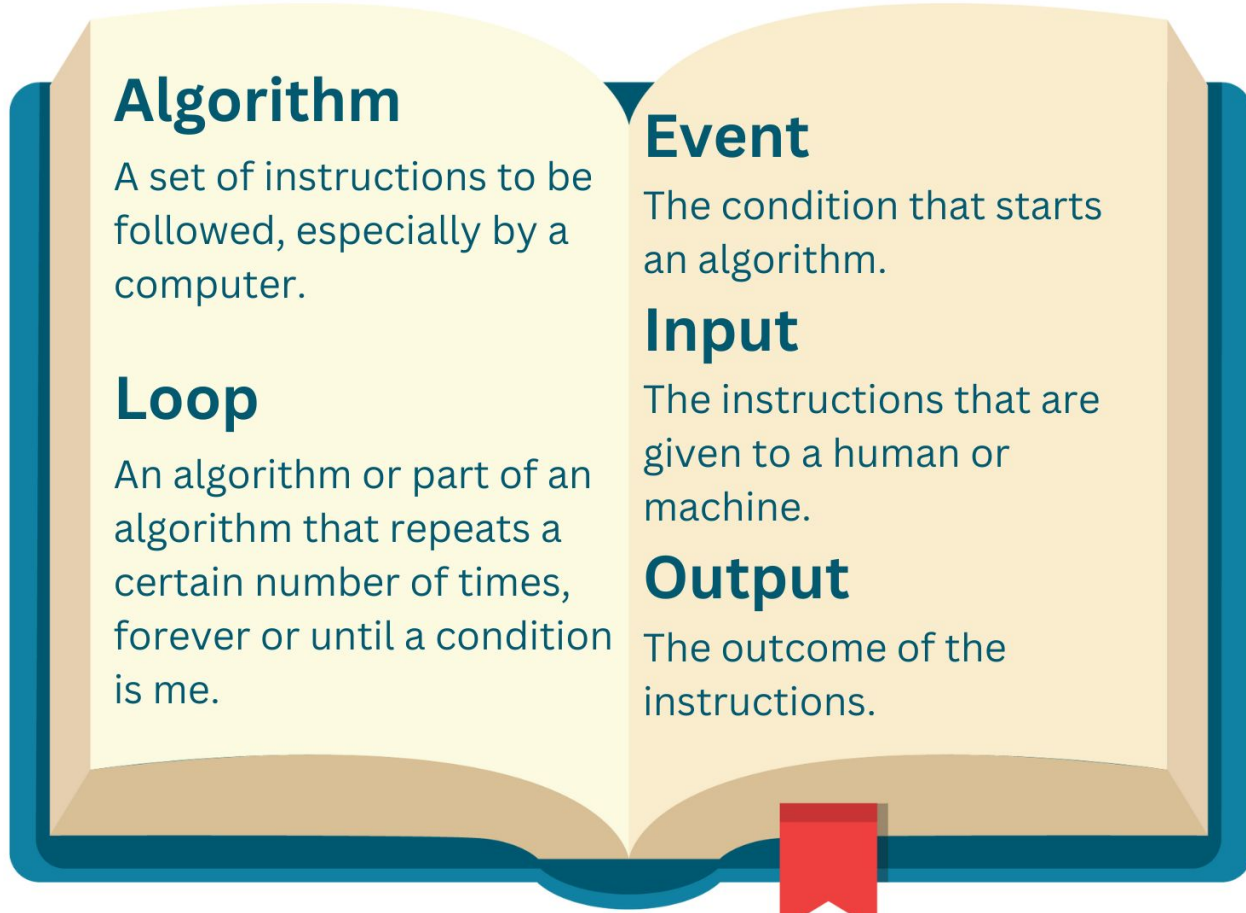 Algorithm
A set of instructions to be
followed, especially by a
computer.
Loop
An algorithm or part of an
algorithm that repeats a
certain number of times,
forever or until a condition
is me.
Event
The condition that starts
an algorithm.
Input
The instructions that are
given to a human or
machine.
Output
The outcome of the
instructions.